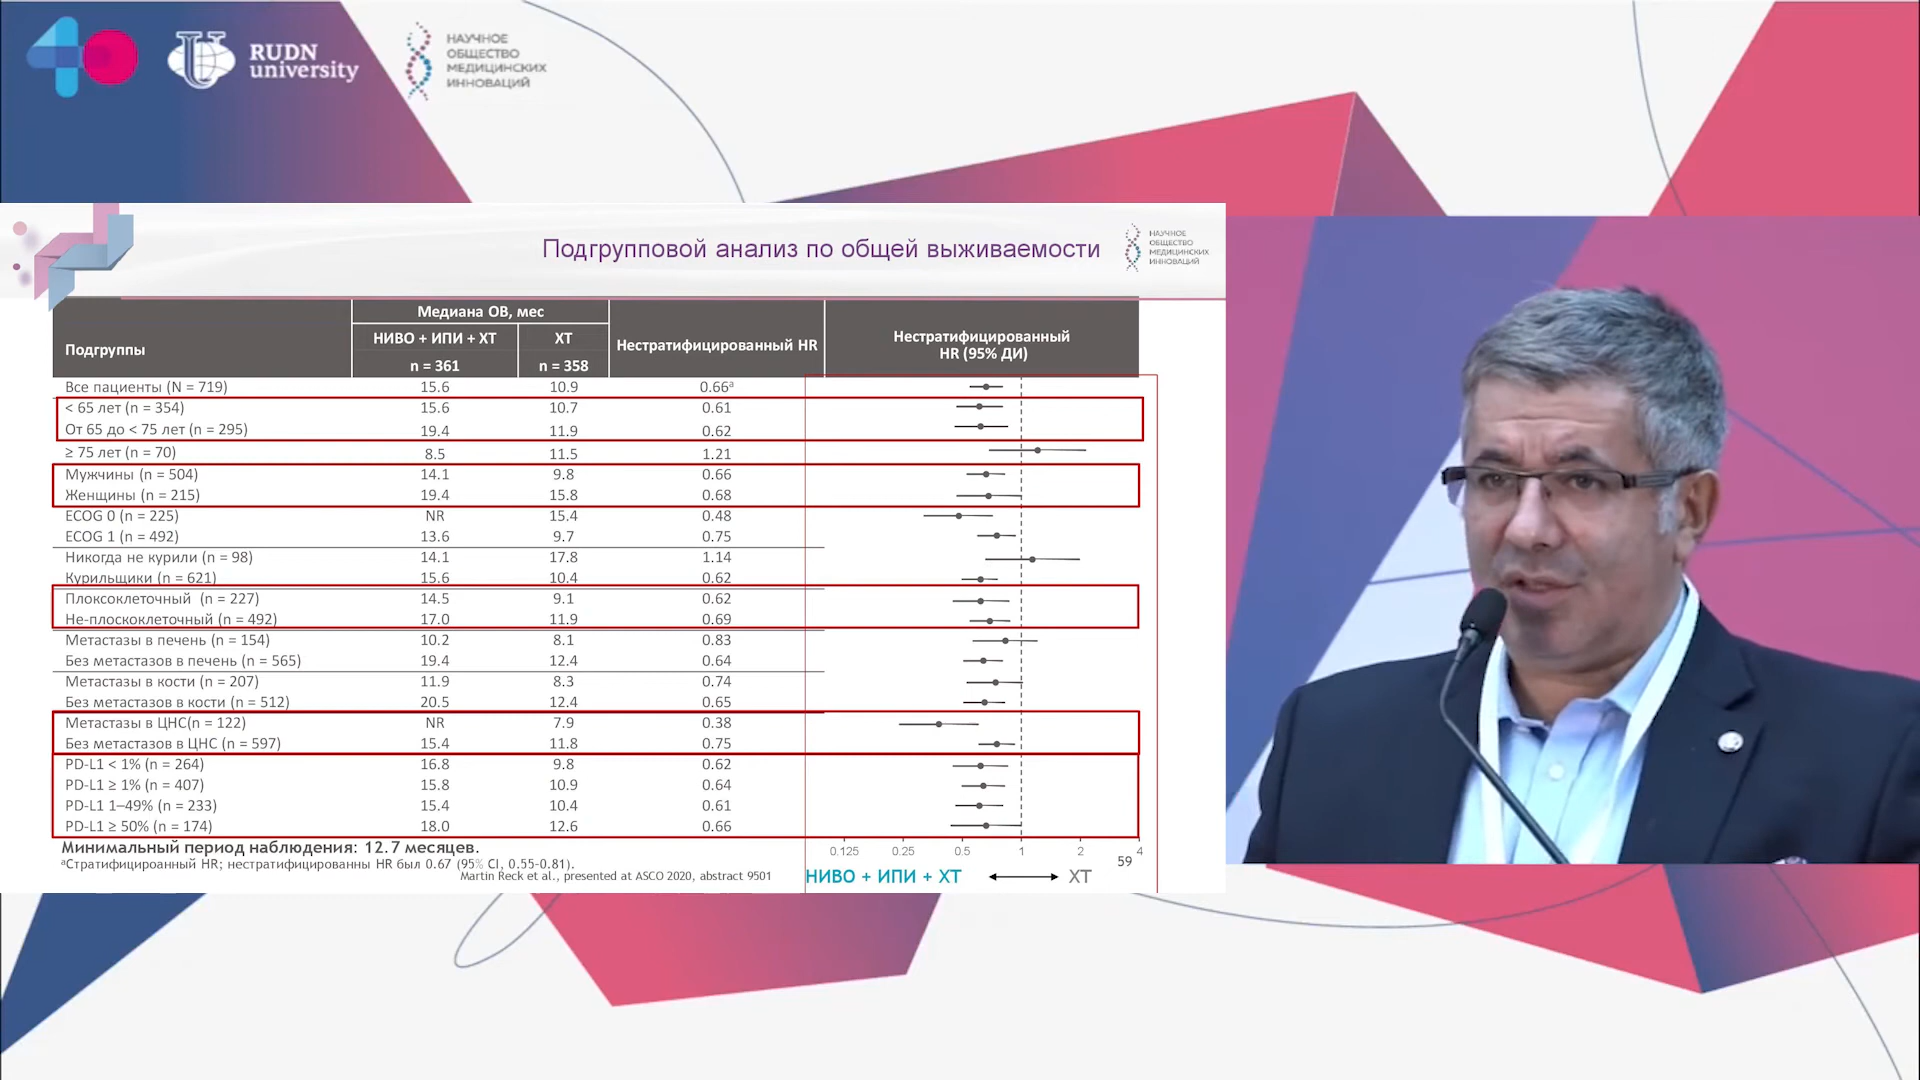 RUDN
university
НАУЧНОЕ
ОБЩЕСТВО
МЕДИЦИНСКИХ
ИННОВАЦИЙ
Подгрупповой анализ по общей выживаемости
НАУЧНОЕ
ОБЩЕСТВО
МЕДИЦИНСКИХ
ИННОВАЦИЙ
Подгруппы
Медиана ОВ, мес
НИВО + ИПИ + ХТ ХТ
n = 361 n = 358
Нестратифицированный HR
Нестратифицированный
HR (95% ДИ)
Все пациенты (N = 719) 15.6 10.9 0.66ᵃ
< 65 лет (n = 354) 15.6 10.7 0.61
От 65 до < 75 лет (n = 295) 19.4 11.9 0.62
≥ 75 лет (n = 70) 8.5 11.5 1.21
Мужчины (n = 504) 14.1 9.8 0.66
Женщины (n = 215) 19.4 15.8 0.68
ECOG 0 (n = 225) NR 15.4 0.48
ECOG 1 (n = 492) 13.6 9.7 0.75
Никогда не курили (n = 98) 14.1 17.8 1.14
Курильщики (n = 621) 15.6 10.4 0.62
Плоксоклеточный (n = 227) 14.5 9.1 0.62
Не-плоскоклеточный (n = 492) 17.0 11.9 0.69
Метастазы в печень (n = 154) 10.2 8.1 0.83
Без метастазов в печень (n = 565) 19.4 12.4 0.64
Метастазы в кости (n = 207) 11.9 8.3 0.74
Без метастазов в кости (n = 512) 20.5 12.4 0.65
Метастазы в ЦНС(n = 122) NR 7.9 0.38
Без метастазов в ЦНС (n = 597) 15.4 11.8 0.75
PD-L1 < 1% (n = 264) 16.8 9.8 0.62
PD-L1 ≥ 1% (n = 407) 15.8 10.9 0.64
PD-L1 1–49% (n = 233) 15.4 10.4 0.61
PD-L1 ≥ 50% (n = 174) 18.0 12.6 0.66
0.125 0.25 0.5 1 2 4
Минимальный период наблюдения: 12.7 месяцев.
ᵃСтратифицироанный HR; нестратифицированны HR был 0.67 (95% CI, 0.55-0.81).
59
Martin Reck et al., presented at ASCO 2020, abstract 9501
НИВО + ИПИ + ХТ ХТ